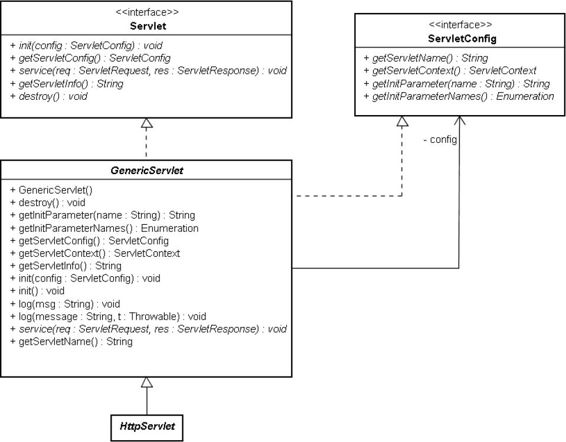 <<interface>>
Servlet
+ init(config : ServletConfig) : void
+ getServletConfig() : ServletConfig
+ service(req : ServletRequest, res : ServletResponse) : void
+ getServletInfo() : String
+ destroy() : void
<<interface>>
ServletConfig
+ getServletName() : String
+ getServletContext() : ServletContext
+ getInitParameter(name : String) : String
+ getInitParameterNames() : Enumeration
- config
GenericServlet
+ GenericServlet()
+ destroy() : void
+ getInitParameter(name : String) : String
+ getInitParameterNames() : Enumeration
+ getServletConfig() : ServletConfig
+ getServletContext() : ServletContext
+ getServletInfo() : String
+ init(config : ServletConfig) : void
+ init() : void
+ log(msg : String) : void
+ log(message : String, t : Throwable) : void
+ service(req : ServletRequest, res : ServletResponse) : void
+ getServletName() : String
HttpServlet